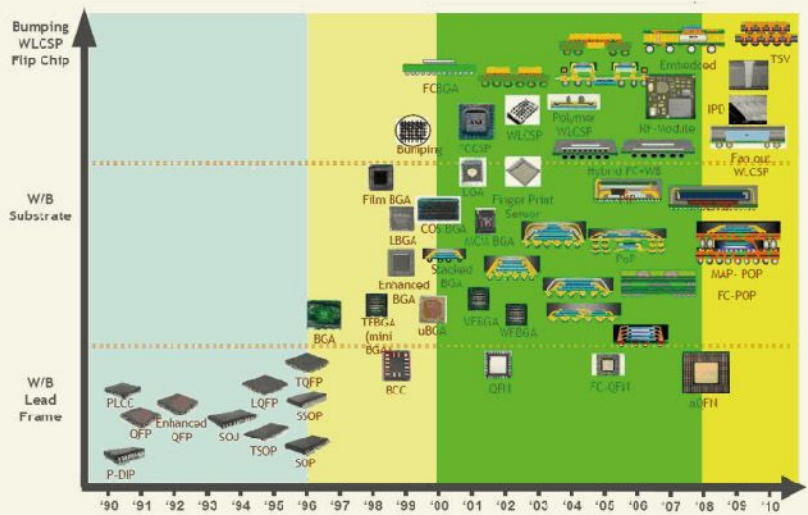 Bumping
WLCSP
Flip Chip
W/B
Substrate
W/B
Lead
Frame
FCBGA
Embedded
TSV
Bumping
FCCSP
WLCSP
Polymer
WLCSP
RF-Module
IPD
Fan out
WLCSP
Hybrid FC+WB
Film BGA
LGA
Finger Print
Sensor
LBGA
COS BGA
MCM BGA
PiP
PoP
Enhanced
BGA
Stacked
BGA
MAP- POP
FC-POP
BGA
TFBGA
(mini
BGA)
uBGA
VFBGA
WFBGA
TQFP
BCC
QFN
FC-QFN
aQFN
PLCC
LQFP
SSOP
QFP
Enhanced
QFP
SOJ
TSOP
SOP
P-DIP
'90 '91 '92 '93 '94 '95 '96 '97 '98 '99 '00 '01 '02 '03 '04 '05 '06 '07 '08 '09 '10